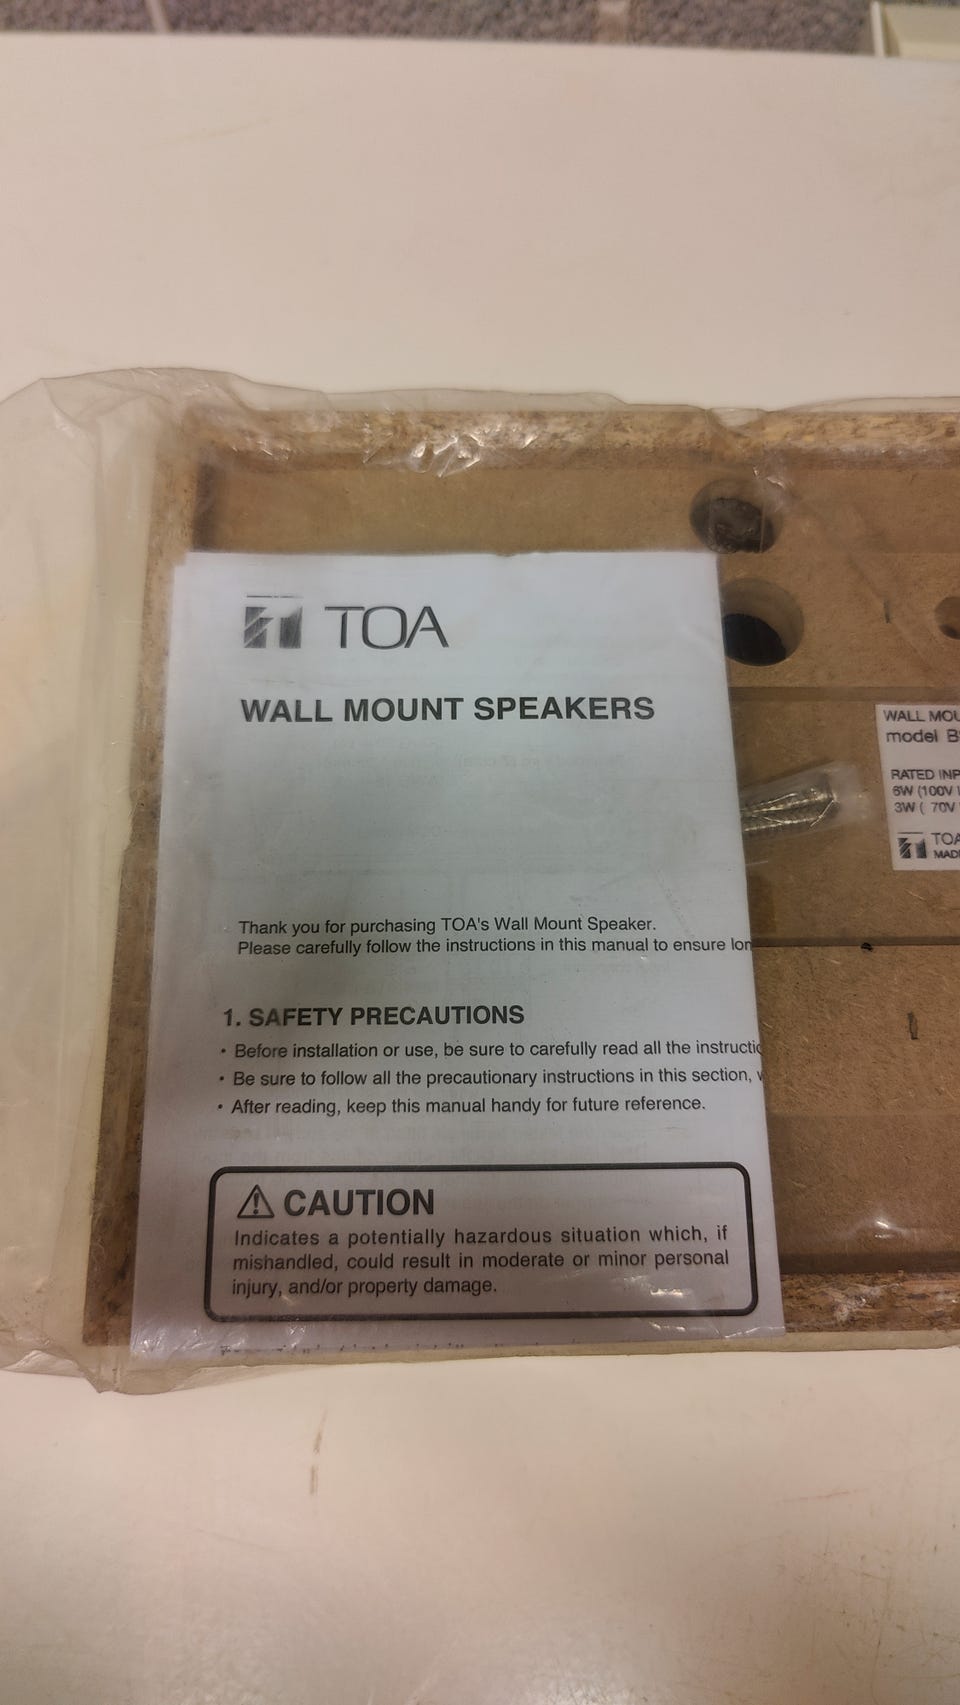 TOA
WALL MOUNT SPEAKERS
Thank you for purchasing TOA's Wall Mount Speaker.
Please carefully follow the instructions in this manual to ensure lon
1. SAFETY PRECAUTIONS
• Before installation or use, be sure to carefully read all the instructi
• Be sure to follow all the precautionary instructions in this section,
• After reading, keep this manual handy for future reference.
CAUTION
Indicates a potentially hazardous situation which, if
mishandled, could result in moderate or minor personal
injury, and/or property damage.
WALL MOU
model B
RATED INP
6W (100V
3W ( 70V
TOA
MADE